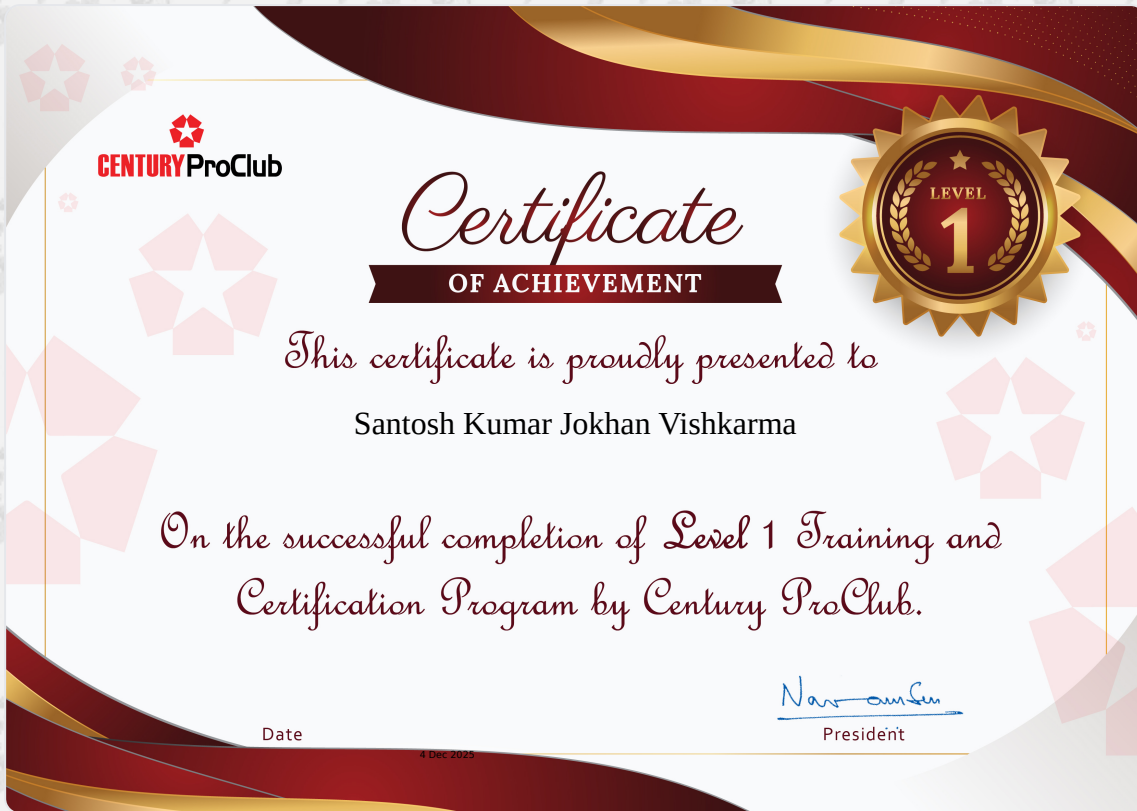 CENTURY ProClub
LEVEL
1
Certificate
OF ACHIEVEMENT
This certificate is proudly presented to
Santosh Kumar Jokhan Vishkarma
On the successful completion of Level 1 Training and
Certification Program by Century ProClub.
Date
President
4 Dec 2025